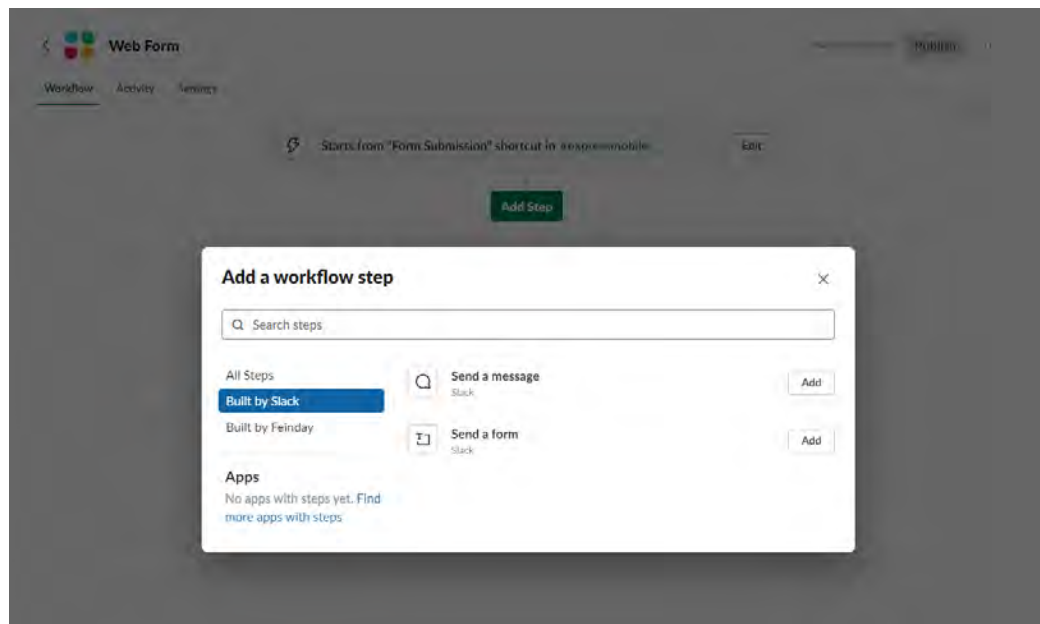 Web Form
Publish
Workflow Activity Settings
Starts from "Form Submission" shortcut in
Edit
Add Step
Add a workflow step
Search steps
All Steps
Built by Slack
Built by Feinday
Send a message
Slack
Add
Send a form
Slack
Add
Apps
No apps with steps yet. Find
more apps with steps